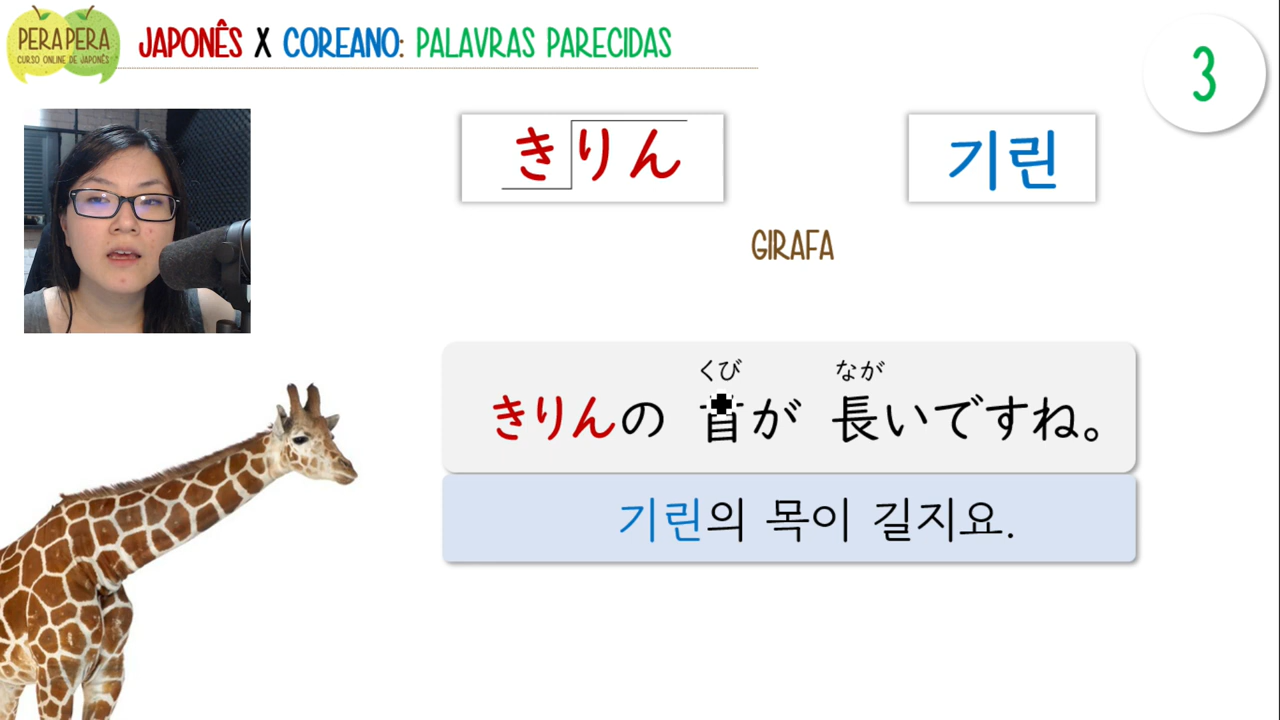 PERAPERA
CURSO ONLINE DE JAPONÊS
JAPONÊS X COREANO: PALAVRAS PARECIDAS
3
きりん
기린
GIRAFA
くび なが
きりんの 首が 長いですね。
기린의 목이 길지요.